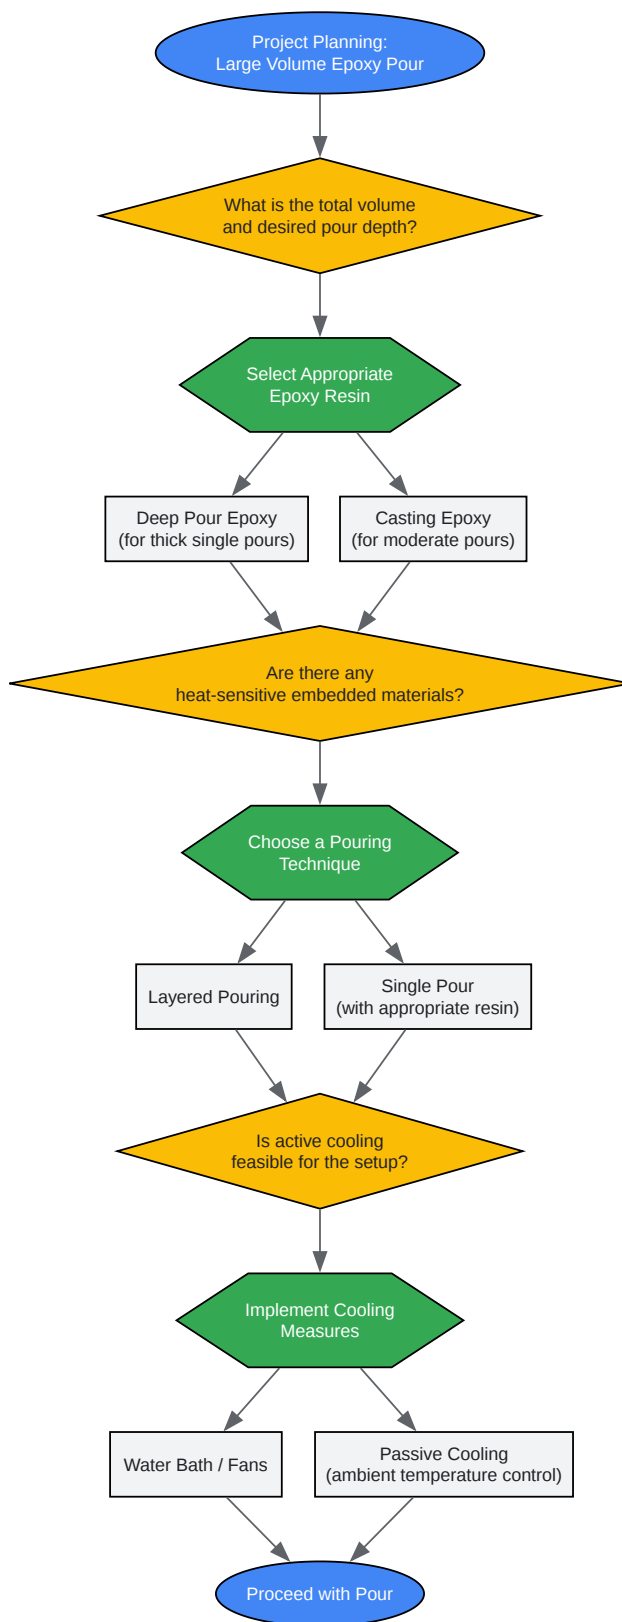 Project Planning:
Large Volume Epoxy Pour
What is the total volume
and desired pour depth?
Select Appropriate
Epoxy Resin
Deep Pour Epoxy
(for thick single pours)
Casting Epoxy
(for moderate pours)
Are there any
heat-sensitive embedded materials?
Choose a Pouring
Technique
Layered Pouring
Single Pour
(with appropriate resin)
Is active cooling
feasible for the setup?
Implement Cooling
Measures
Water Bath / Fans
Passive Cooling
(ambient temperature control)
Proceed with Pour